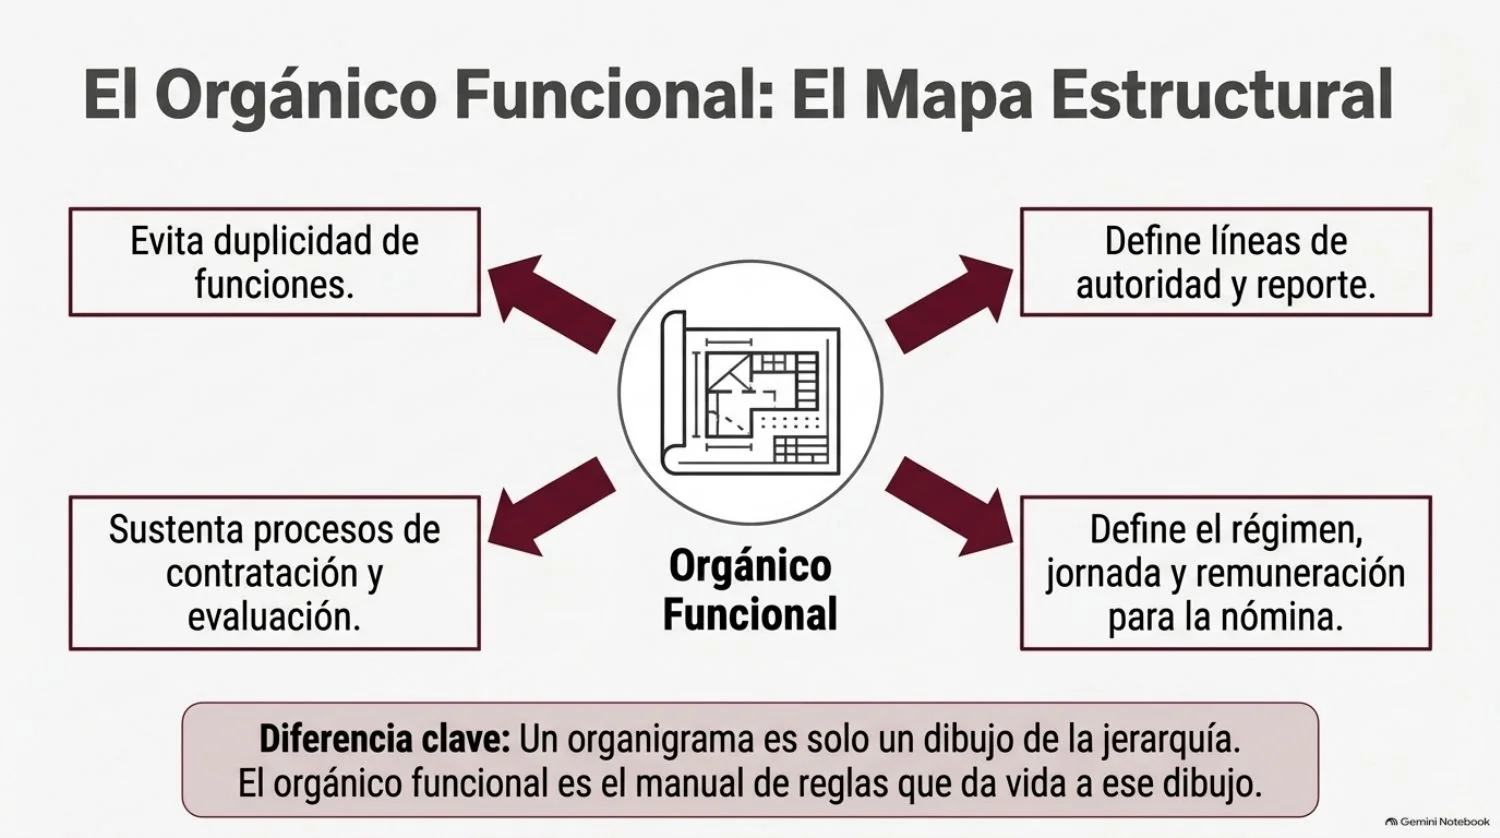 El Orgánico Funcional: El Mapa Estructural
Evita duplicidad de
funciones.
Define líneas de
autoridad y reporte.
Sustenta procesos de
contratación y
evaluación.
Orgánico
Funcional
Define el régimen,
jornada y remuneración
para la nómina.
Diferencia clave: Un organigrama es solo un dibujo de la jerarquía.
El orgánico funcional es el manual de reglas que da vida a ese dibujo.
Gemini Notebook